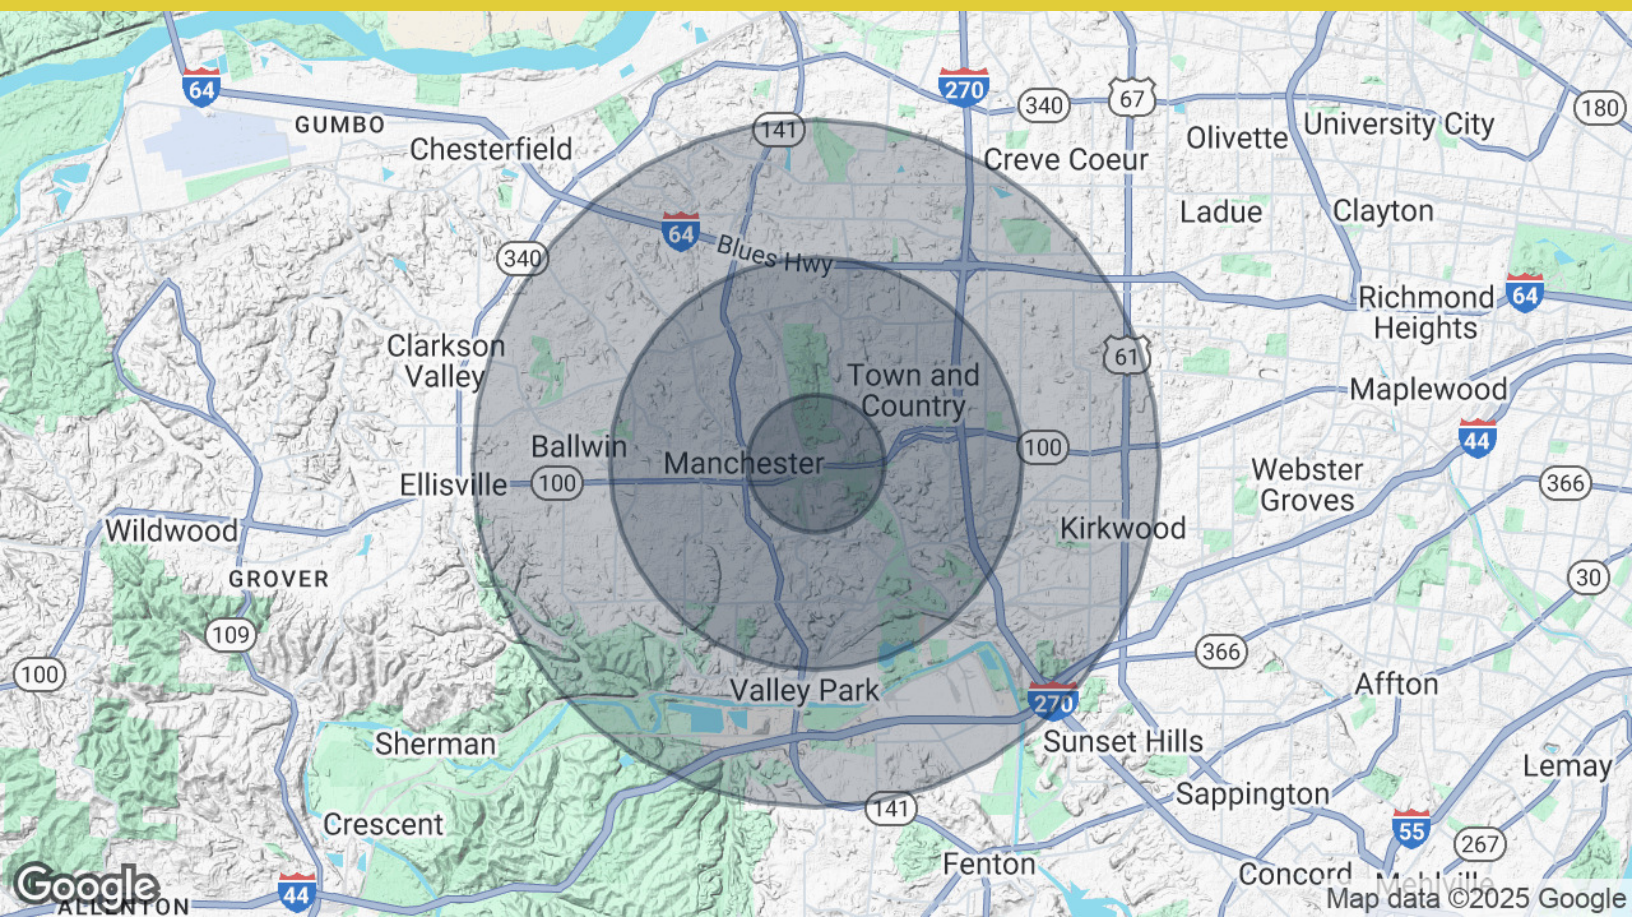 64
270
340
67
180
GUMBO
141
Olivette
University City
Chesterfield
Creve Coeur
Ladue
Clayton
64
Blues Hwy
340
Richmond
Heights
64
Clarkson
Valley
61
Town and
Country
Maplewood
Ballwin
Manchester
100
44
Ellisville
100
Webster
Groves
366
Wildwood
Kirkwood
GROVER
30
109
366
100
Valley Park
270
Affton
Sherman
Sunset Hills
Lemay
Sappington
141
Crescent
55
267
Fenton
Concord
Mehlville
Google
44
ALLENTON
Map data ©2025 Google